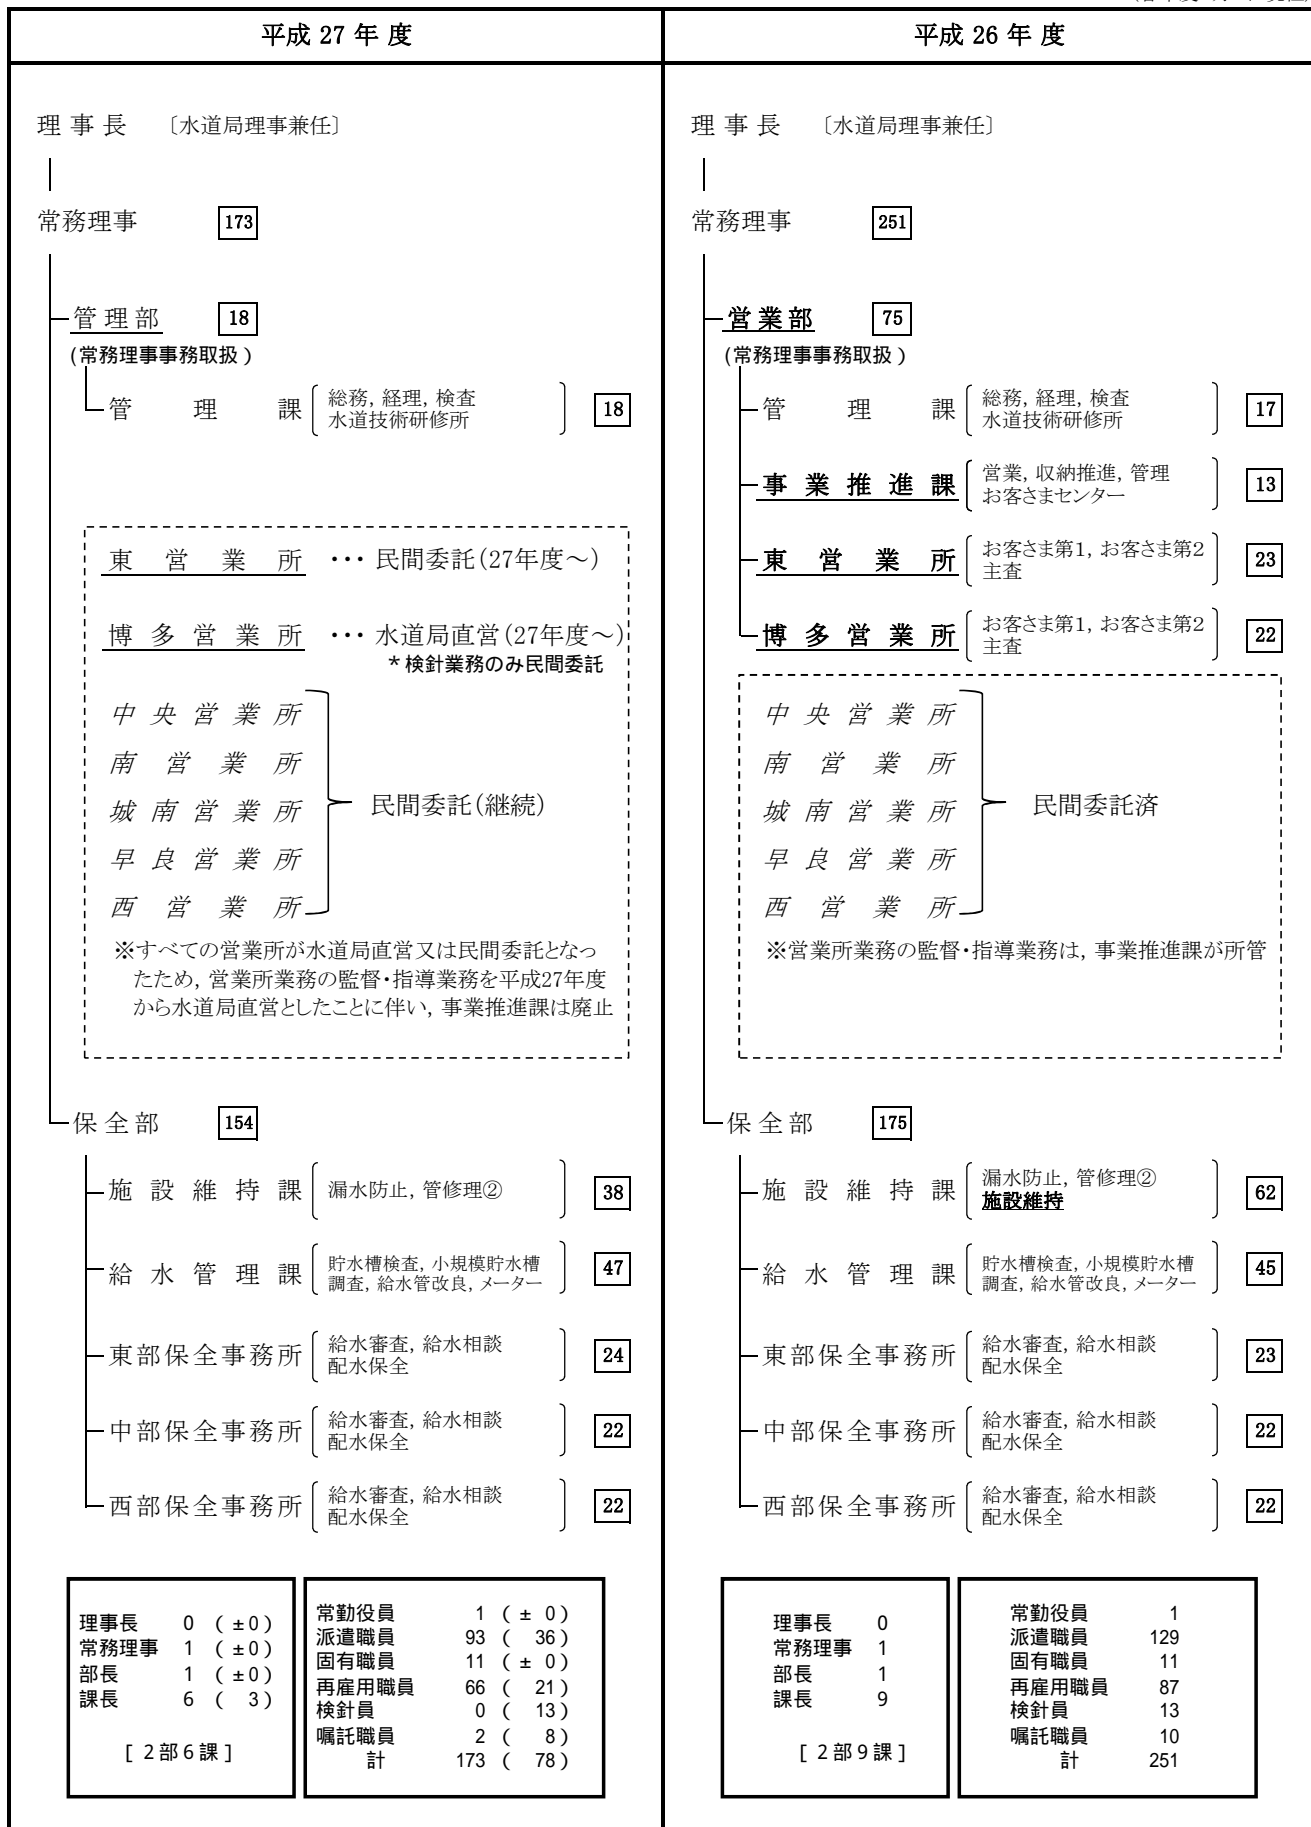 平成 27 年 度
理 事 長 〔水道局理事兼任〕
常務理事 173
管 理 部 18
(常務理事事務取扱)
管 理 課 総務, 経理, 検査 18
水道技術研修所
東 営 業 所 ・・・ 民間委託(27年度～)
博 多 営 業 所 ・・・ 水道局直営(27年度～)
*検針業務のみ民間委託
中 央 営 業 所
南 営 業 所
城 南 営 業 所 民間委託(継続)
早 良 営 業 所
西 営 業 所
※すべての営業所が水道局直営又は民間委託となっ
たため, 営業所業務の監督・指導業務を平成27年度
から水道局直営としたことに伴い, 事業推進課は廃止
保 全 部 154
施 設 維 持 課 漏水防止, 管修理② 38
給 水 管 理 課 貯水槽検査, 小規模貯水槽 47
調査, 給水管改良, メーター
東部保全事務所 給水審査, 給水相談 24
配水保全
中部保全事務所 給水審査, 給水相談 22
配水保全
西部保全事務所 給水審査, 給水相談 22
配水保全
理事長 0 (±0)
常務理事 1 (±0)
部長 1 (±0)
課長 6 ( 3)
[2部6課]
常勤役員 1 (± 0)
派遣職員 93 ( 36)
固有職員 11 (± 0)
再雇用職員 66 ( 21)
検針員 0 ( 13)
嘱託職員 2 ( 8)
計 173 ( 78)
平成 26 年 度
理 事 長 〔水道局理事兼任〕
常務理事 251
営 業 部 75
(常務理事事務取扱)
管 理 課 総務, 経理, 検査 17
水道技術研修所
事 業 推 進 課 営業, 収納推進, 管理 13
お客さまセンター
東 営 業 所 お客さま第1, お客さま第2 23
主査
博 多 営 業 所 お客さま第1, お客さま第2 22
主査
中 央 営 業 所
南 営 業 所
城 南 営 業 所 民間委託済
早 良 営 業 所
西 営 業 所
※営業所業務の監督・指導業務は, 事業推進課が所管
保 全 部 175
施 設 維 持 課 漏水防止, 管修理② 62
施設維持
給 水 管 理 課 貯水槽検査, 小規模貯水槽 45
調査, 給水管改良, メーター
東部保全事務所 給水審査, 給水相談 23
配水保全
中部保全事務所 給水審査, 給水相談 22
配水保全
西部保全事務所 給水審査, 給水相談 22
配水保全
理事長 0
常務理事 1
部長 1
課長 9
[2部9課]
常勤役員 1
派遣職員 129
固有職員 11
再雇用職員 87
検針員 13
嘱託職員 10
計 251